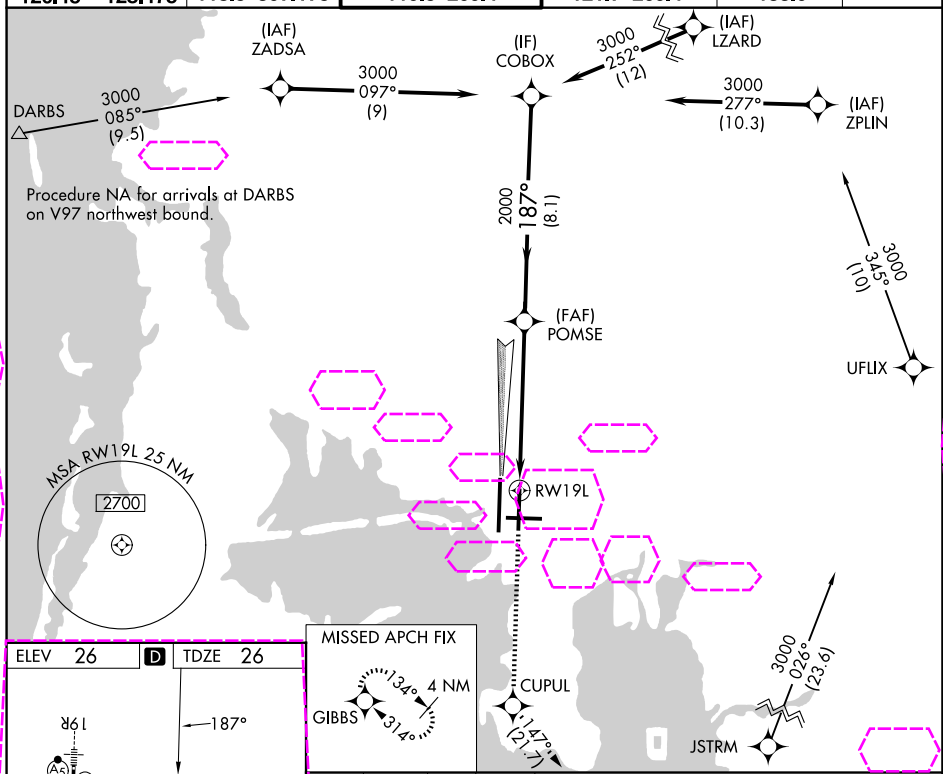 (IAF)
ZADSA
(IF)
COBOX
(IAF)
LZARD
3000
252°
(12)
3000
097°
(9)
3000
277°
(10.3)
(IAF)
ZPLIN
DARBS
3000
085°
(9.5)
Procedure NA for arrivals at DARBS
on V97 northwest bound.
2000
187°
(8.1)
3000
345°
(10)
(FAF)
POMSE
UFLIX
MSA RW19L 25 NM
2700
RW19L
ELEV 26
D
TDZE 26
19R
A5
187°
MISSED APCH FIX
134°
4 NM
GIBBS
314°
CUPUL
147°
(21.7)
3000
026°
(23.6)
JSTRM